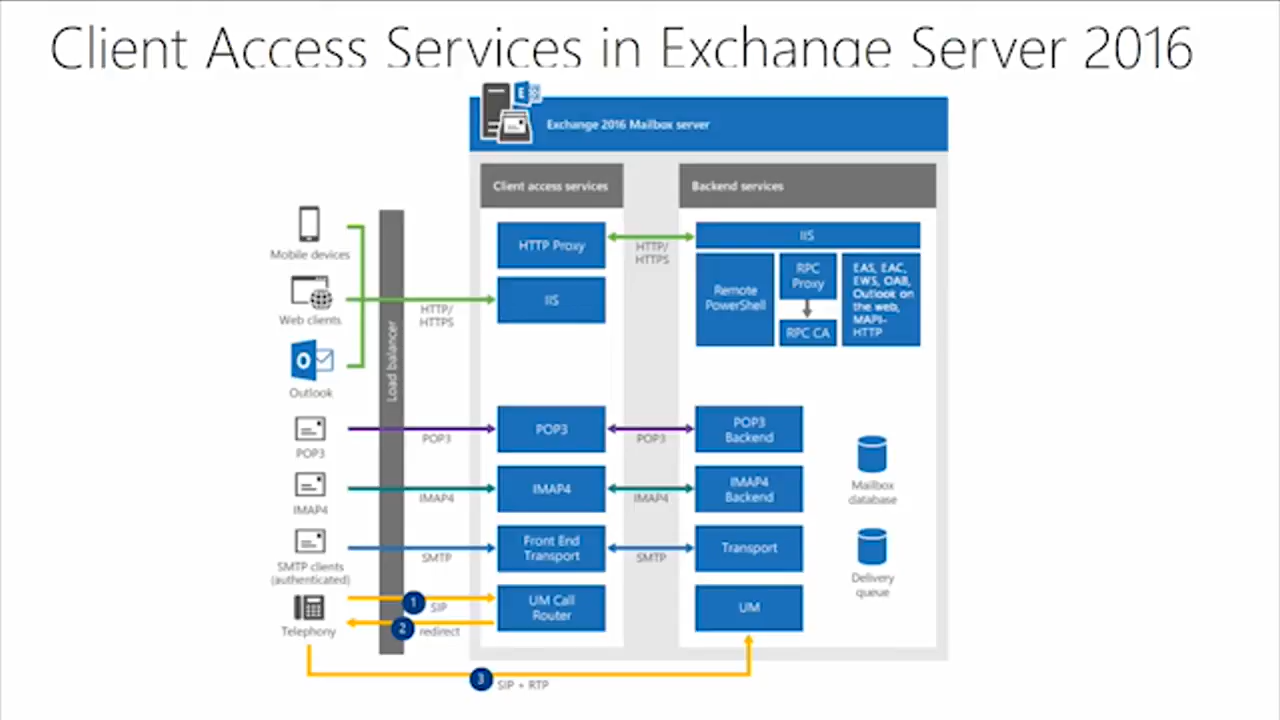 Client Access Services in Exchange Server 2016
Exchange 2016 Mailbox server
Client access services
Backend services
Mobile devices
Web clients
Outlook
POP3
IMAP4
SMTP clients
(authenticated)
Telephony
Load balancer
HTTP/
HTTPS
POP3
IMAP4
SMTP
1
SIP
2
redirect
3
SIP + RTP
HTTP Proxy
IIS
POP3
IMAP4
Front End
Transport
UM Call
Router
HTTP/
HTTPS
POP3
IMAP4
SMTP
IIS
Remote
PowerShell
RPC
Proxy
RPC CA
EAS, EAC,
EWS, OAB,
Outlook on
the web,
MAPI-
HTTP
POP3
Backend
IMAP4
Backend
Transport
UM
Mailbox
database
Delivery
queue